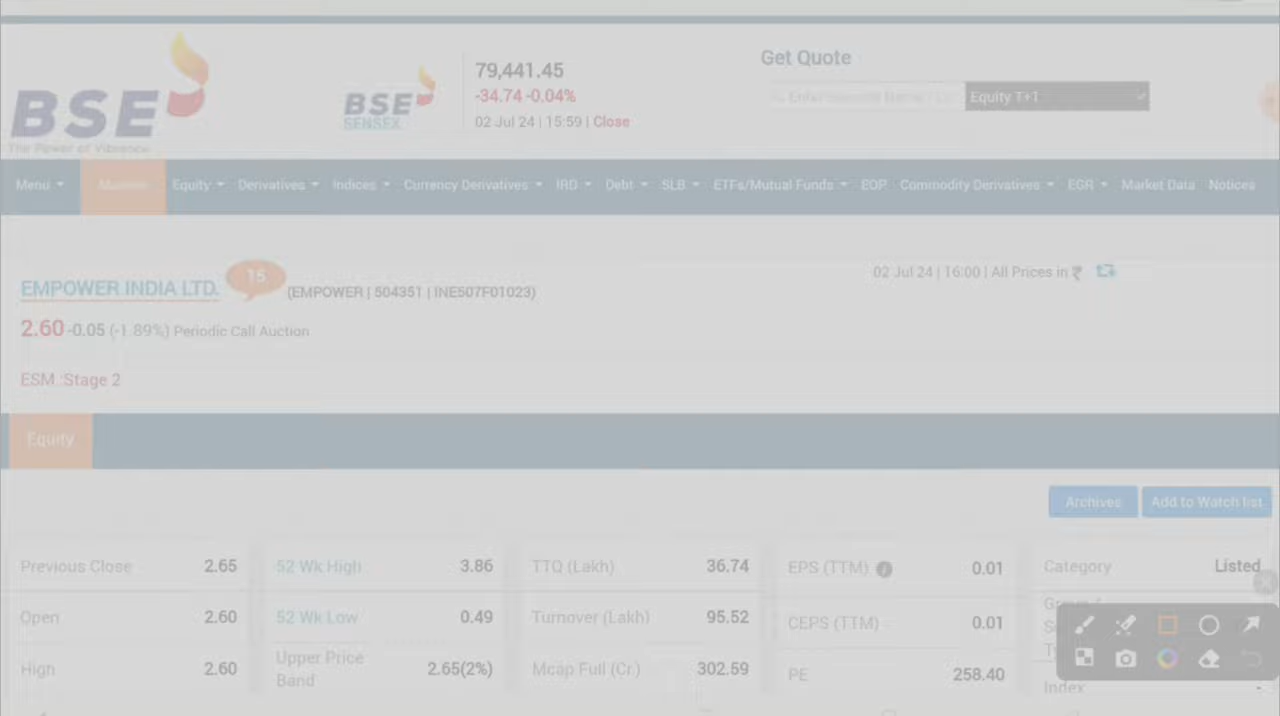 BSE
The Power of Vibrance
BSE
SENSEX
79,441.45
-34.74 -0.04%
02 Jul 24 | 15:59 | Close
Get Quote
Equity T+1
Menu
Equity Derivatives Indices Currency Derivatives IRD Debt SLB ETFs/Mutual Funds EOP Commodity Derivatives EGR Market Data Notices
EMPOWER INDIA LTD. 15 (EMPOWER | 504351 | INE507F01023)
02 Jul 24 | 16:00 | All Prices in ₹
2.60 -0.05 (-1.89%) Periodic Call Auction
ESM :Stage 2
Equity
Archives Add to Watch list
Previous Close 2.65 52 Wk High 3.86 TTQ (Lakh) 36.74 EPS (TTM) 0.01 Category Listed
Open 2.60 52 Wk Low 0.49 Turnover (Lakh) 95.52 CEPS (TTM) 0.01
High 2.60 Upper Price Band 2.65(2%) Mcap Full (Cr.) 302.59 PE 258.40
Index -